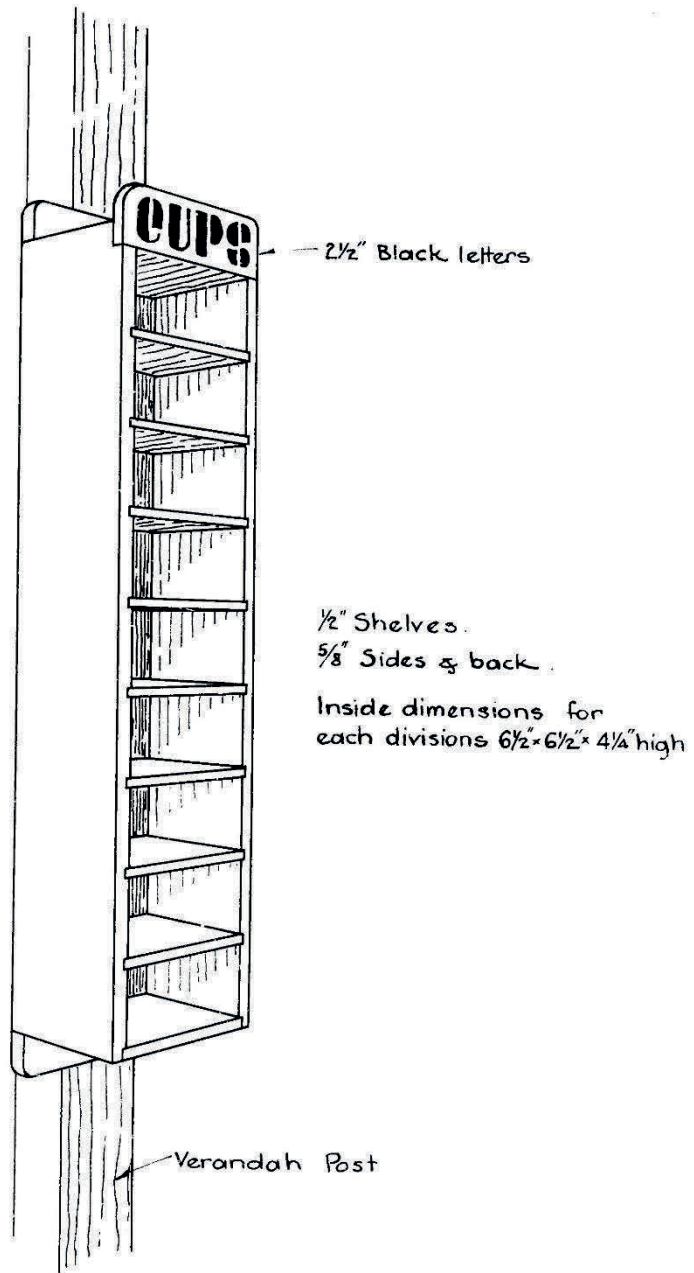 CUPS
2½" Black letters
½" Shelves.
⅝" Sides & back.
Inside dimensions for
each divisions 6½"×6½"× 4¼" high
Verandah Post